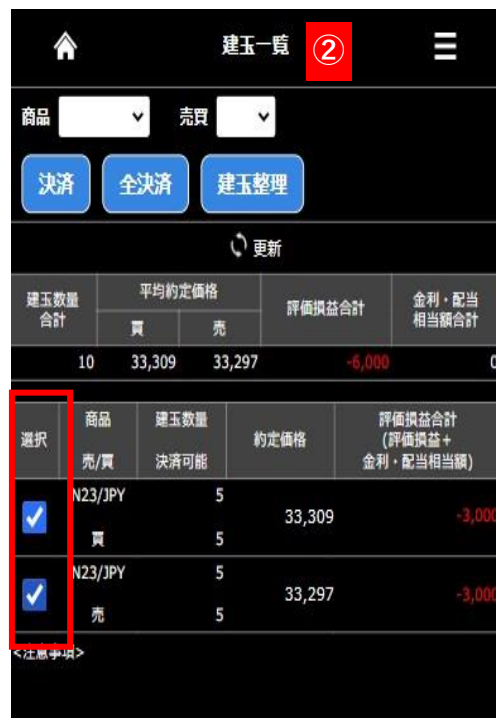 建玉一覧 ②
商品 売買
決済 全決済 建玉整理
更新
建玉数量合計 平均約定価格 評価損益合計 金利・配当相当額合計
買 売
10 33,309 33,297 -6,000 0
選択 商品 建玉数量 約定価格 評価損益合計
(評価損益+
売/買 決済可能 金利・配当相当額)
N23/JPY 5
33,309 -3,000
買 5
N23/JPY 5
33,297 -3,000
売 5
<注意事項>